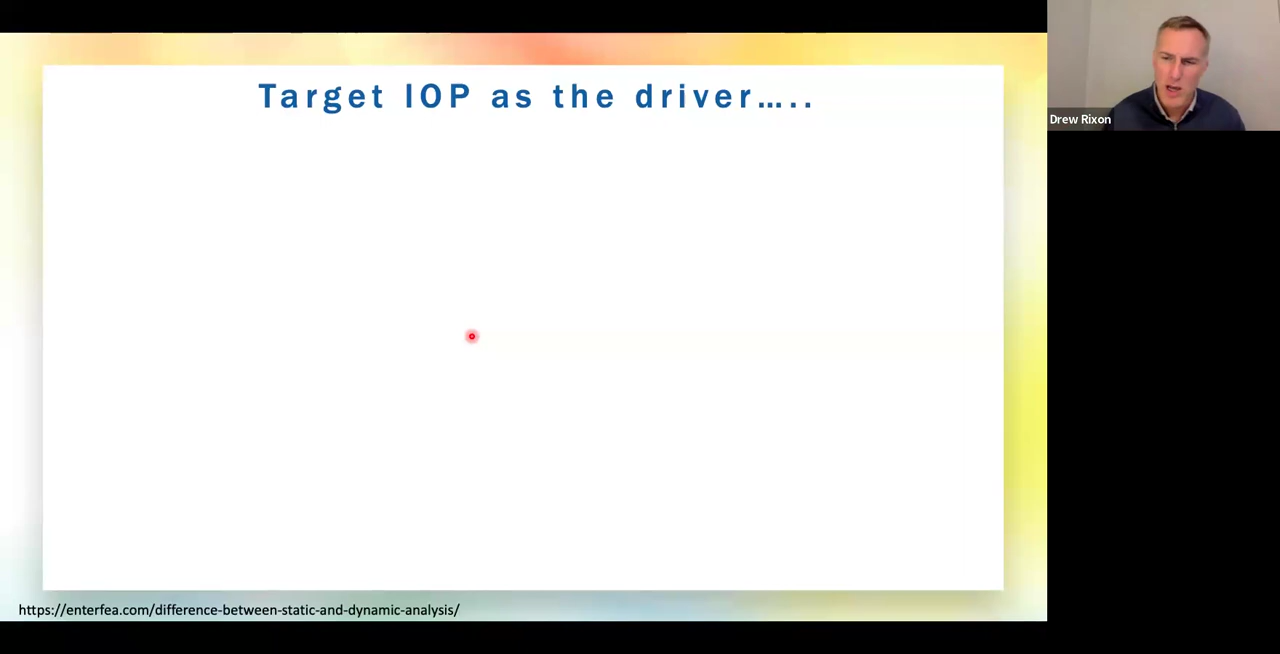 Target IOP as the driver.....
Drew Rixon
https://enterfea.com/difference-between-static-and-dynamic-analysis/